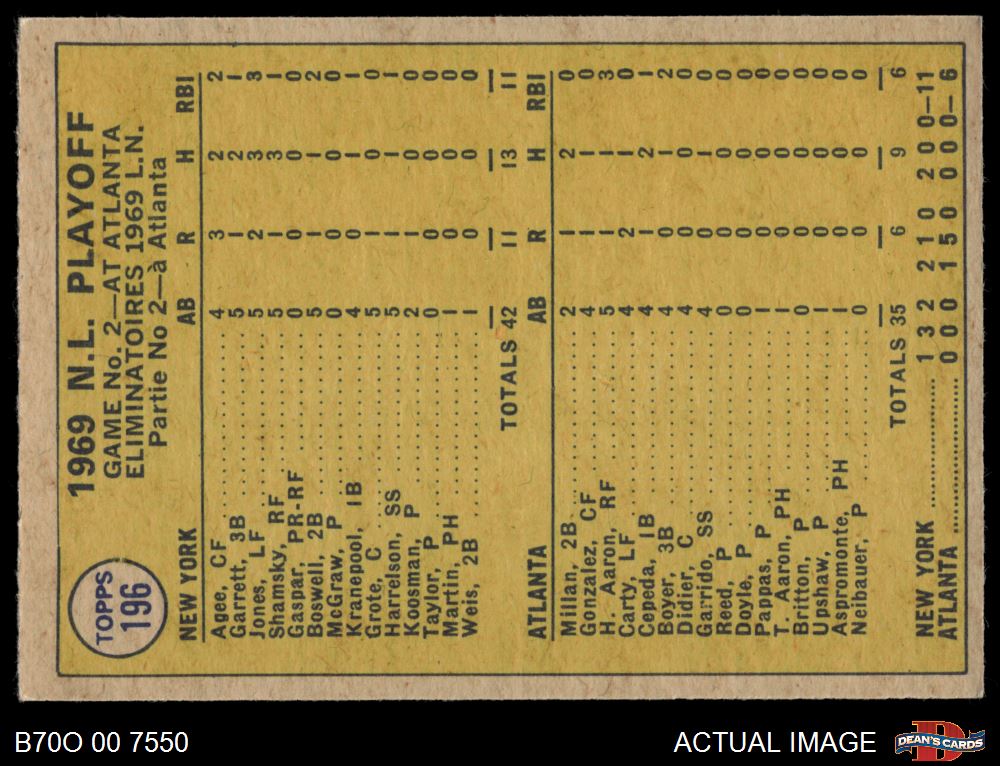 TOPPS
196
1969 N.L. PLAYOFF
GAME No. 2—AT ATLANTA
ELIMINATOIRES 1969 L.N.
Partie No 2—à Atlanta
NEW YORK AB R H RBI
Agee, CF 4 3 2 2
Garrett, 3B 5 1 2 1
Jones, LF 5 2 3 3
Shamsky, RF 5 1 3 1
Gaspar, PR-RF 0 0 0 0
Boswell, 2B 5 1 1 2
McGraw, P 0 0 0 0
Kranepool, 1B 4 0 1 1
Grote, C 5 1 0 0
Harrelson, SS 5 1 1 1
Koosman, P 2 1 0 0
Taylor, P 0 0 0 0
Martin, PH 1 0 0 0
Weis, 2B 1 0 0 0
TOTALS 42 11 13 11
ATLANTA AB R H RBI
Millan, 2B 2 1 2 0
Gonzalez, CF 4 1 1 0
H. Aaron, RF 5 1 1 3
Carty, LF 4 2 1 0
Cepeda, 1B 4 1 2 1
Boyer, 3B 4 0 1 2
Didier, C 4 0 0 0
Garrido, SS 4 0 1 0
Reed, P 0 0 0 0
Doyle, P 0 0 0 0
Pappas, P 1 0 0 0
T. Aaron, PH 1 0 0 0
Britton, P 0 0 0 0
Upshaw, P 1 0 0 0
Aspromonte, PH 1 0 0 0
Neibauer, P 0 0 0 0
TOTALS 35 6 9 6
NEW YORK 1 3 2 2 1 0 2 0 0—11
ATLANTA 0 0 0 1 5 0 0 0 0—6
B70O 00 7550
ACTUAL IMAGE
D
DEAN'S CARDS